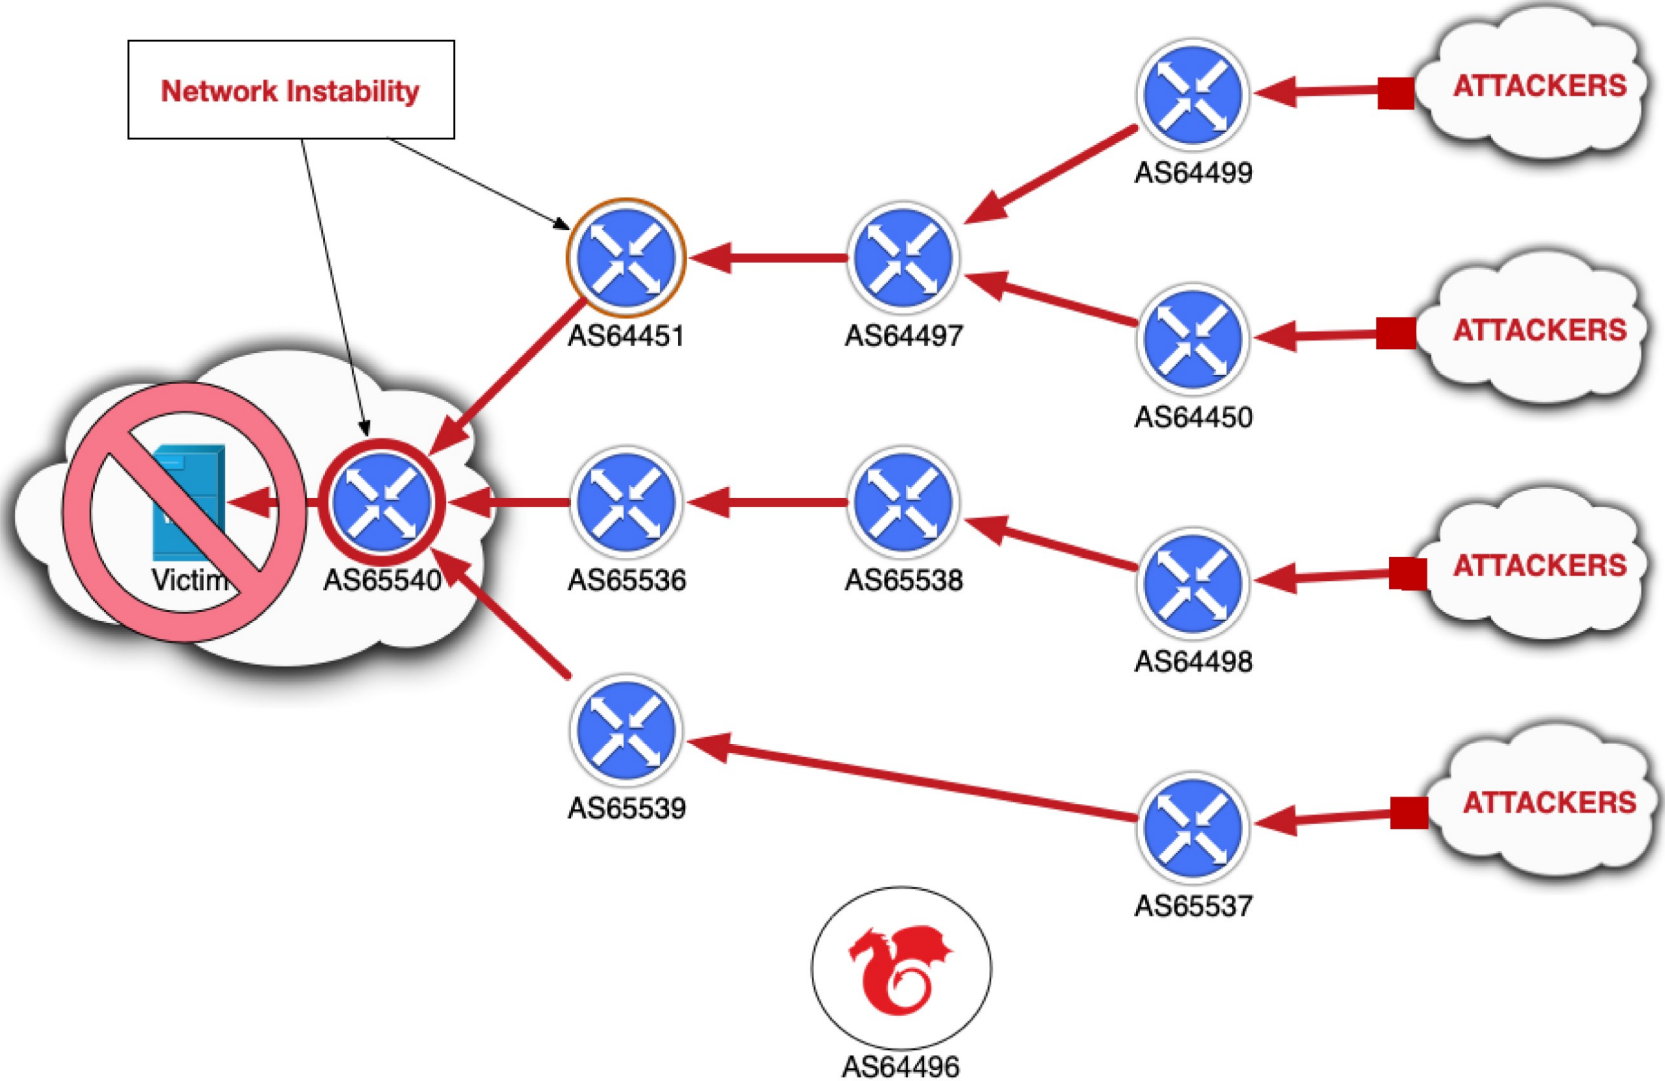 Network Instability
ATTACKERS
AS64499
AS64451
AS64497
ATTACKERS
AS64450
Victim
AS65540
AS65536
AS65538
ATTACKERS
AS64498
AS65539
ATTACKERS
AS65537
AS64496